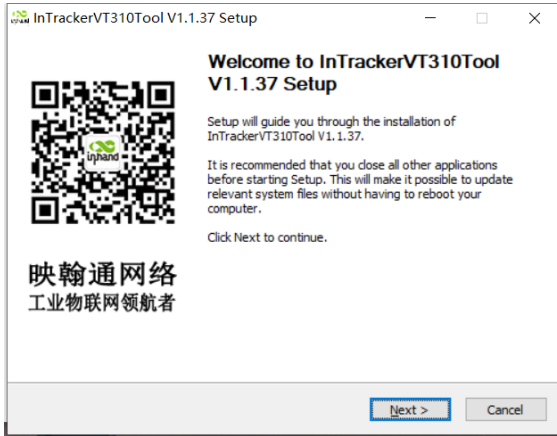 InTrackerVT310Tool V1.1.37 Setup
Welcome to InTrackerVT310Tool
V1.1.37 Setup
Setup will guide you through the installation of
InTrackerVT310Tool V1.1.37.
It is recommended that you close all other applications
before starting Setup. This will make it possible to update
relevant system files without having to reboot your
computer.
Click Next to continue.
inhand
映翰通网络
工业物联网领航者
Next >
Cancel